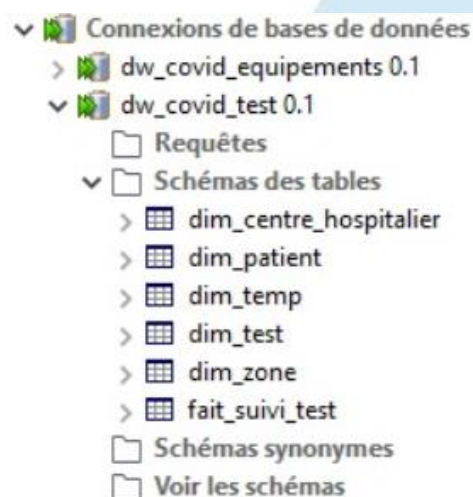 Connexions de bases de données
dw_covid_equipements 0.1
dw_covid_test 0.1
Requêtes
Schémas des tables
dim_centre_hospitalier
dim_patient
dim_temp
dim_test
dim_zone
fait_suivi_test
Schémas synonymes
Voir les schémas